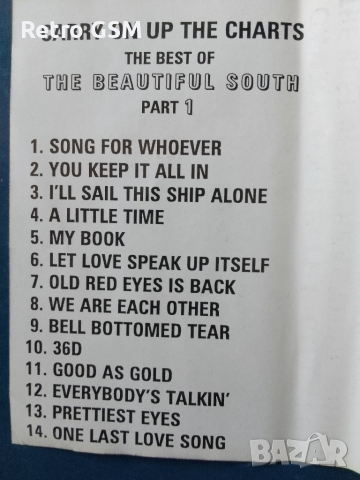 Retro GSM
CARRY ON UP THE CHARTS
THE BEST OF
THE BEAUTIFUL SOUTH
PART 1
1. SONG FOR WHOEVER
2. YOU KEEP IT ALL IN
3. I'LL SAIL THIS SHIP ALONE
4. A LITTLE TIME
5. MY BOOK
6. LET LOVE SPEAK UP ITSELF
7. OLD RED EYES IS BACK
8. WE ARE EACH OTHER
9. BELL BOTTOMED TEAR
10. 36D
11. GOOD AS GOLD
12. EVERYBODY'S TALKIN'
13. PRETTIEST EYES
14. ONE LAST LOVE SONG
BAZAR